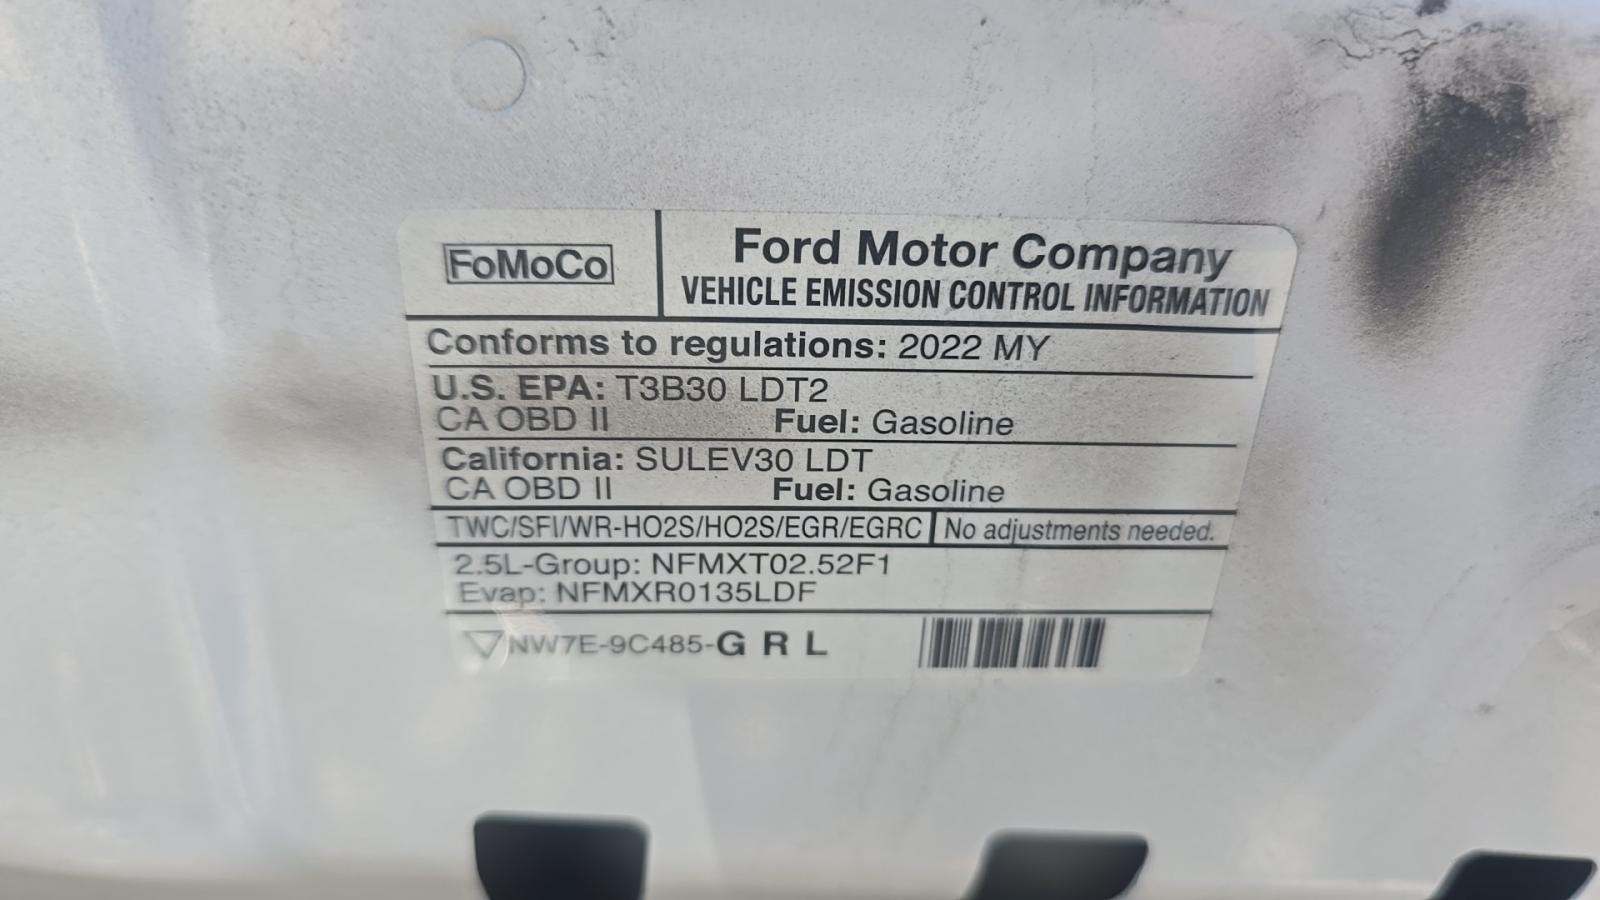 FoMoCo
Ford Motor Company
VEHICLE EMISSION CONTROL INFORMATION
Conforms to regulations: 2022 MY
U.S. EPA: T3B30 LDT2
CA OBD II Fuel: Gasoline
California: SULEV30 LDT
CA OBD II Fuel: Gasoline
TWC/SFI/WR-HO2S/HO2S/EGR/EGRC No adjustments needed.
2.5L-Group: NFMXT02.52F1
Evap: NFMXR0135LDF
NW7E-9C485-G R L